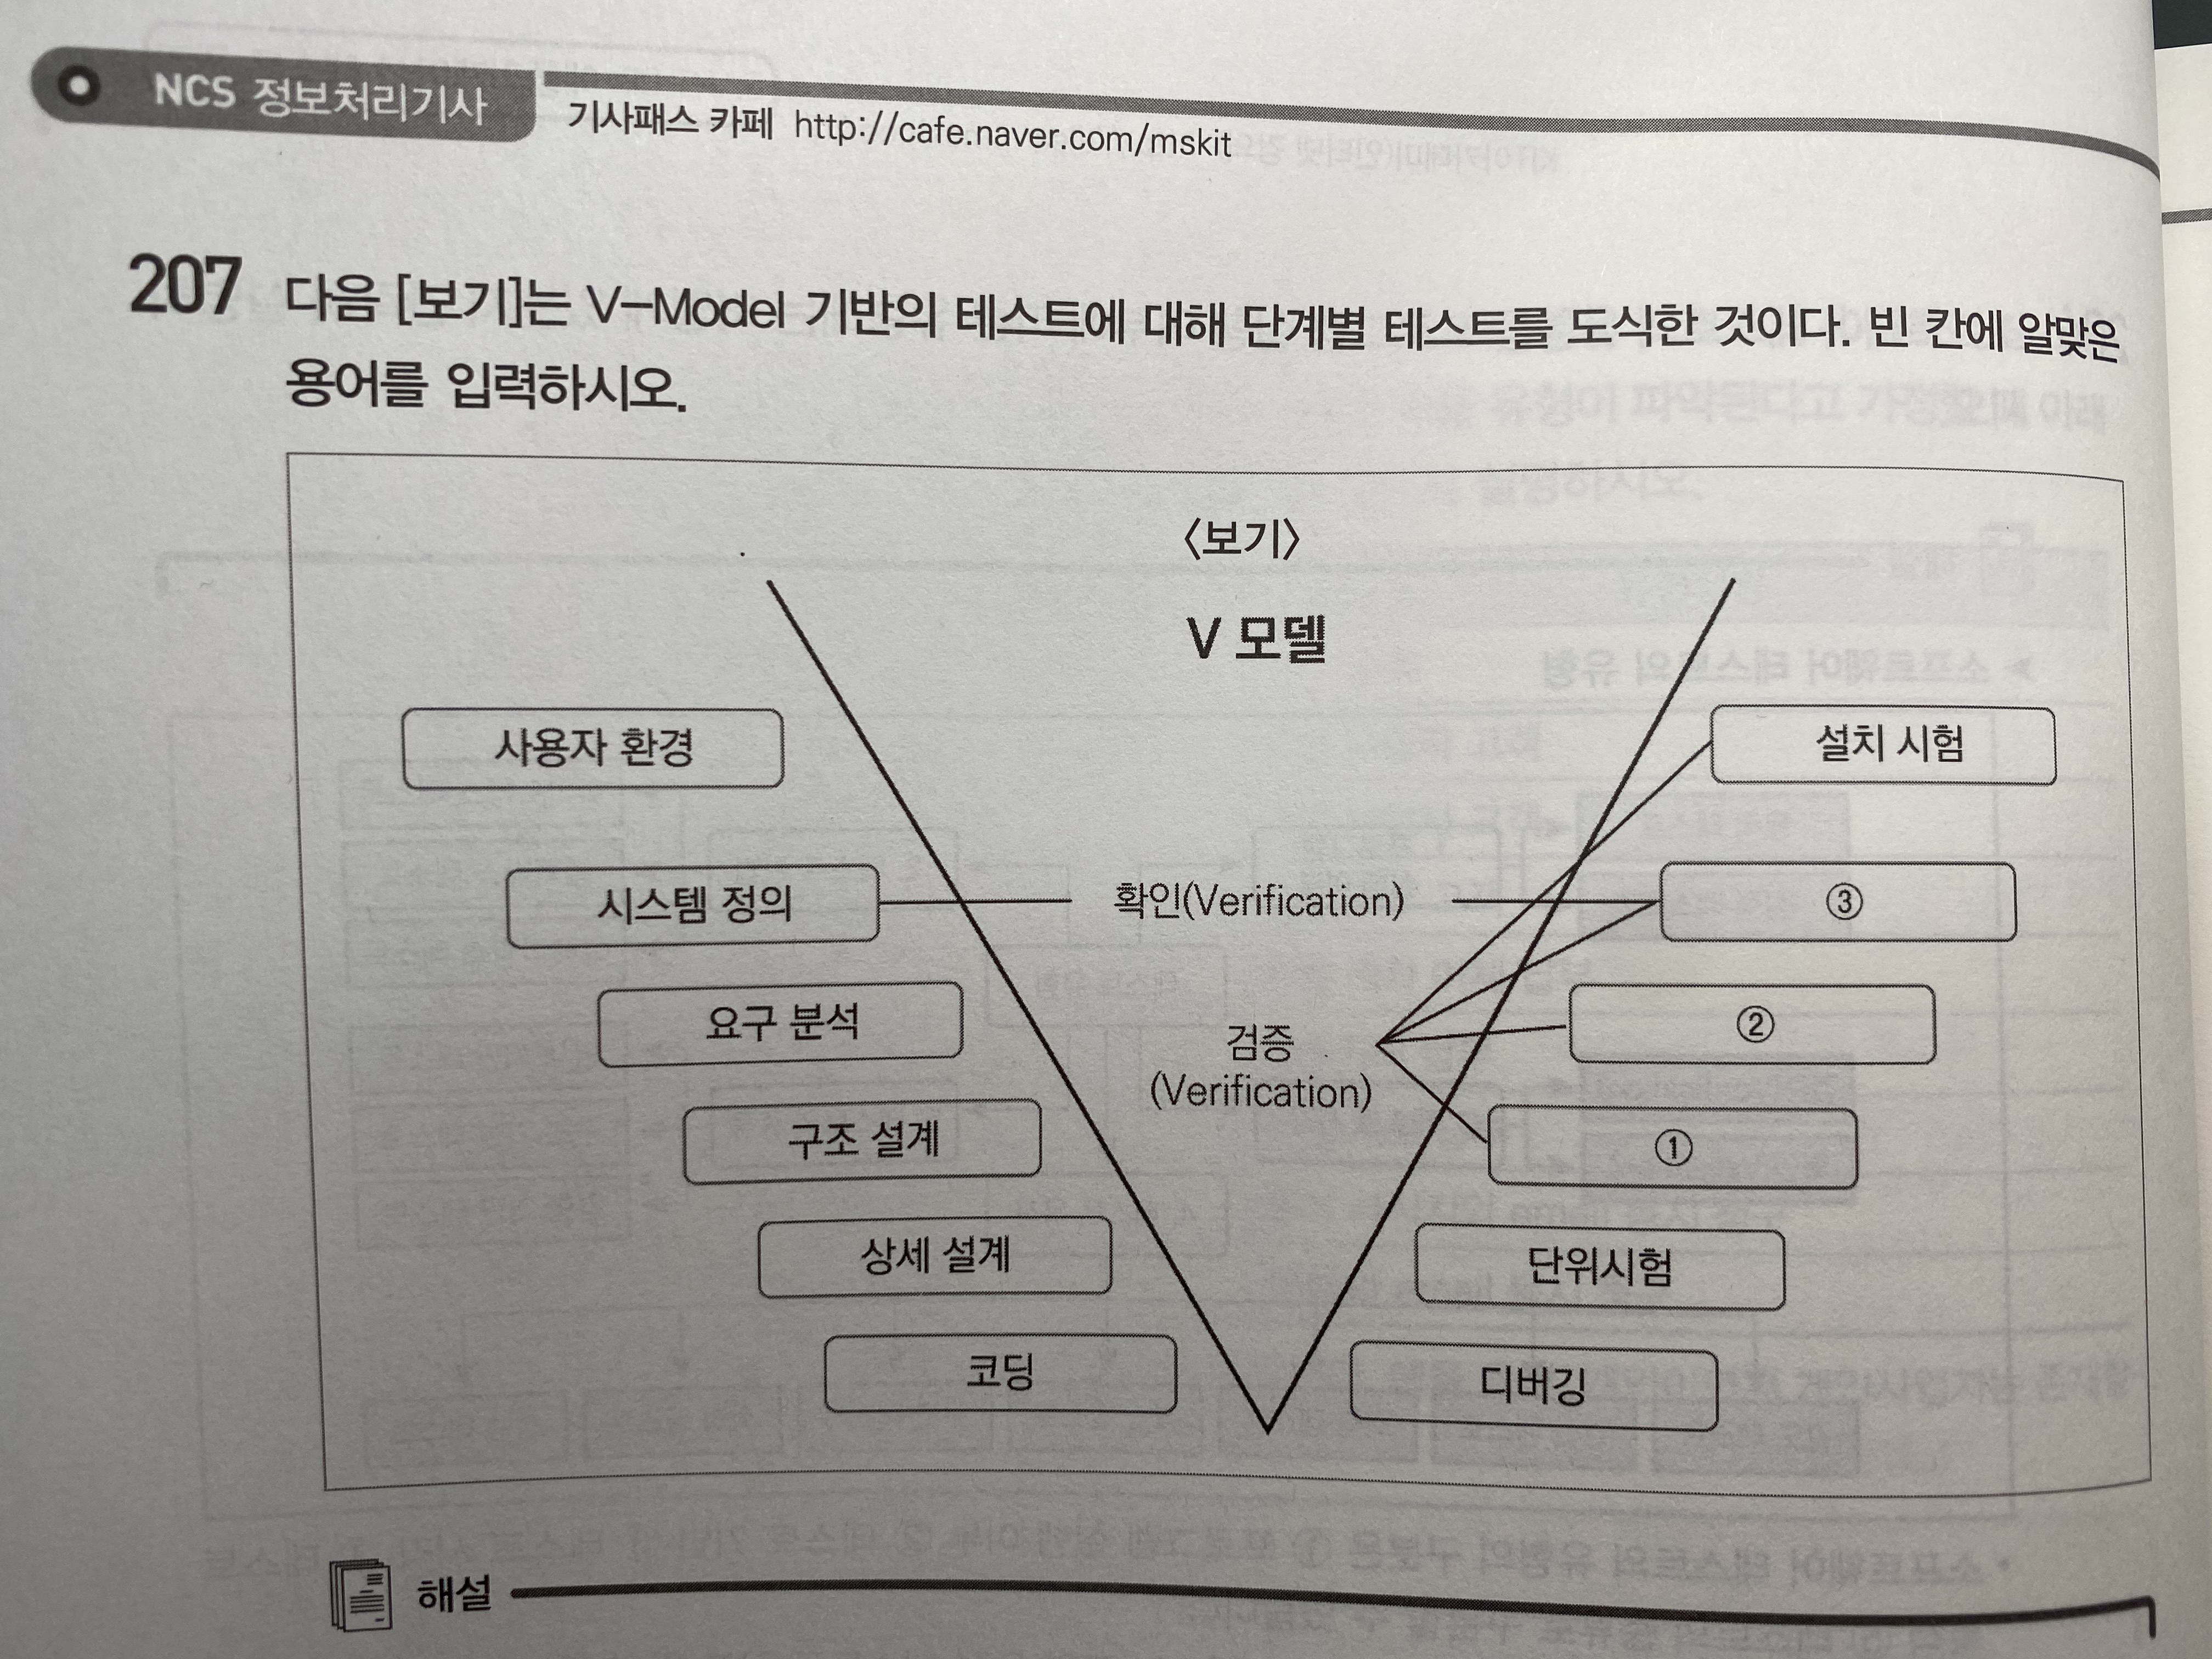 NCS 정보처리기사
기사패스 카페 http://cafe.naver.com/mskit
207 다음 [보기]는 V-Model 기반의 테스트에 대해 단계별 테스트를 도식한 것이다. 빈 칸에 알맞은
용어를 입력하시오.
〈보기〉
V 모델
사용자 환경
설치 시험
시스템 정의
확인(Verification)
③
요구 분석
②
검증
(Verification)
구조 설계
①
상세 설계
단위시험
코딩
디버깅
해설